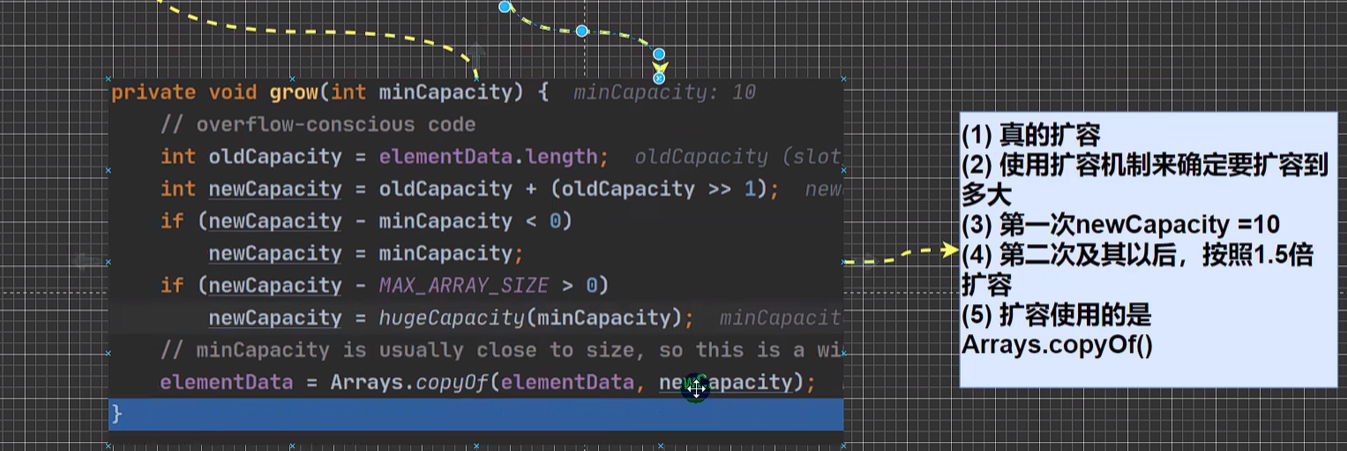 private void grow(int minCapacity) {  minCapacity: 10
// overflow-conscious code
int oldCapacity = elementData.length;  oldCapacity (slot
int newCapacity = oldCapacity + (oldCapacity >> 1);  new
if (newCapacity - minCapacity < 0)
newCapacity = minCapacity;
if (newCapacity - MAX_ARRAY_SIZE > 0)
newCapacity = hugeCapacity(minCapacity);  minCapacit
// minCapacity is usually close to size, so this is a wi
elementData = Arrays.copyOf(elementData, newCapacity);
}
(1) 真的扩容
(2) 使用扩容机制来确定要扩容到
多大
(3) 第一次newCapacity =10
(4) 第二次及其以后，按照1.5倍
扩容
(5) 扩容使用的是
Arrays.copyOf()